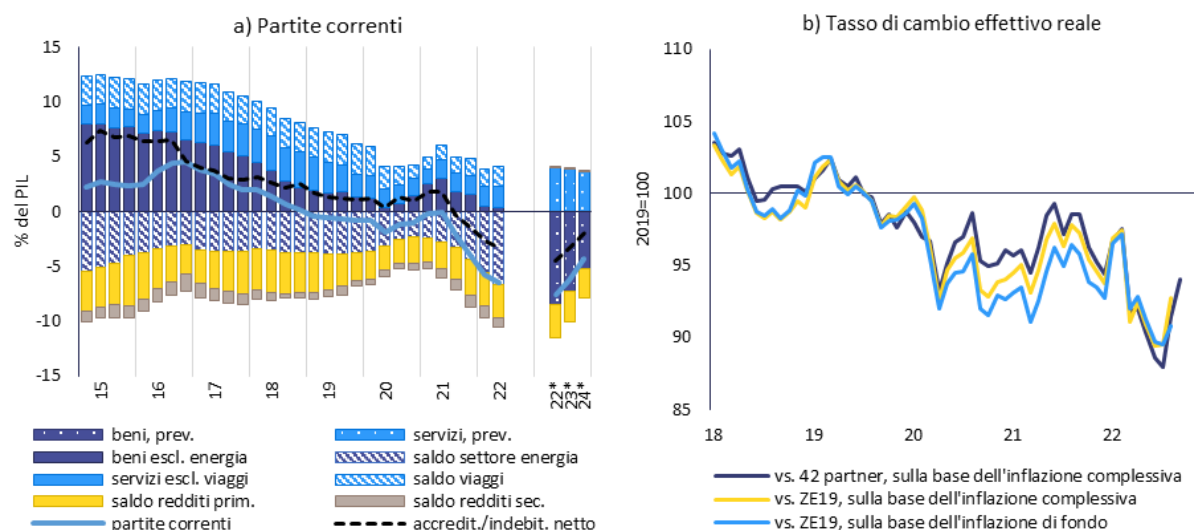 a) Partite correnti
% del PIL
15
10
5
0
-5
-10
-15
15
16
17
18
19
20
21
22
22*
23*
24*
beni, prev.
servizi, prev.
beni escl. energia
saldo settore energia
servizi escl. viaggi
saldo viaggi
saldo redditi prim.
saldo redditi sec.
partite correnti
accredit./indebit. netto
b) Tasso di cambio effettivo reale
2019=100
110
105
100
95
90
85
18
19
20
21
22
vs. 42 partner, sulla base dell'inflazione complessiva
vs. ZE19, sulla base dell'inflazione complessiva
vs. ZE19, sulla base dell'inflazione di fondo